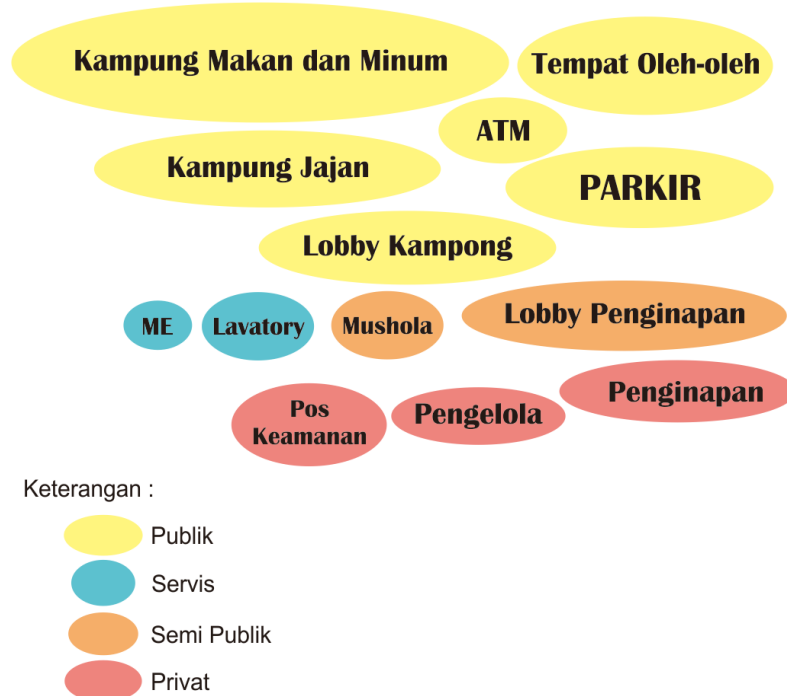 Kampung Makan dan Minum
Tempat Oleh-oleh
ATM
Kampung Jajan
PARKIR
Lobby Kampong
ME
Lavatory
Mushola
Lobby Penginapan
Penginapan
Pos
Keamanan
Pengelola
Keterangan :
Publik
Servis
Semi Publik
Privat